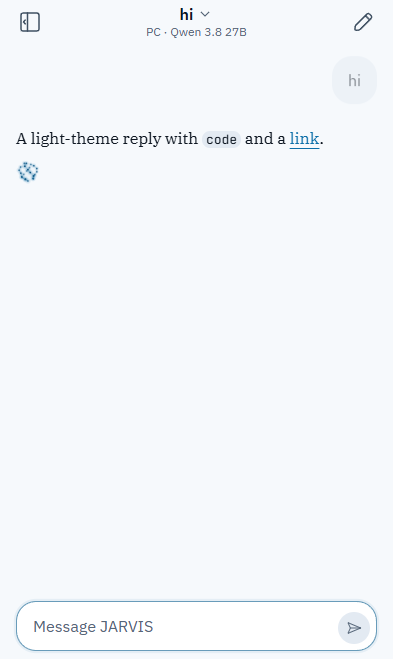 hi
PC · Qwen 3.8 27B
hi
A light-theme reply with code and a link.
Message JARVIS